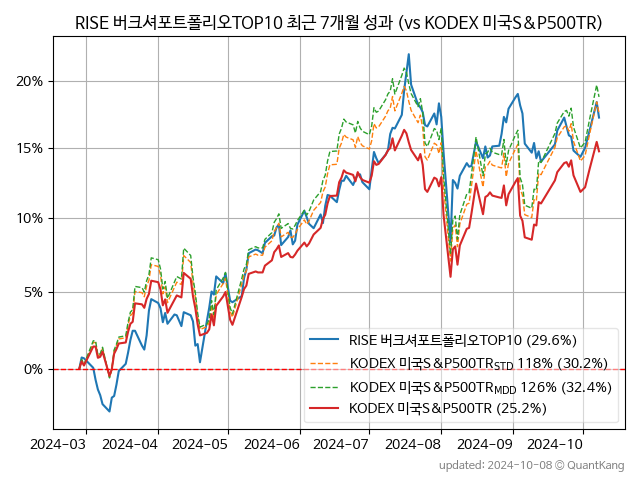 RISE 버크셔포트폴리오TOP10 최근 7개월 성과 (vs KODEX 미국S&P500TR)
20%
15%
10%
5%
0%
RISE 버크셔포트폴리오TOP10 (29.6%)
KODEX 미국S&P500TRSTD 118% (30.2%)
KODEX 미국S&P500TRMDD 126% (32.4%)
KODEX 미국S&P500TR (25.2%)
2024-03 2024-04 2024-05 2024-06 2024-07 2024-08 2024-09 2024-10
updated: 2024-10-08 © QuantKang